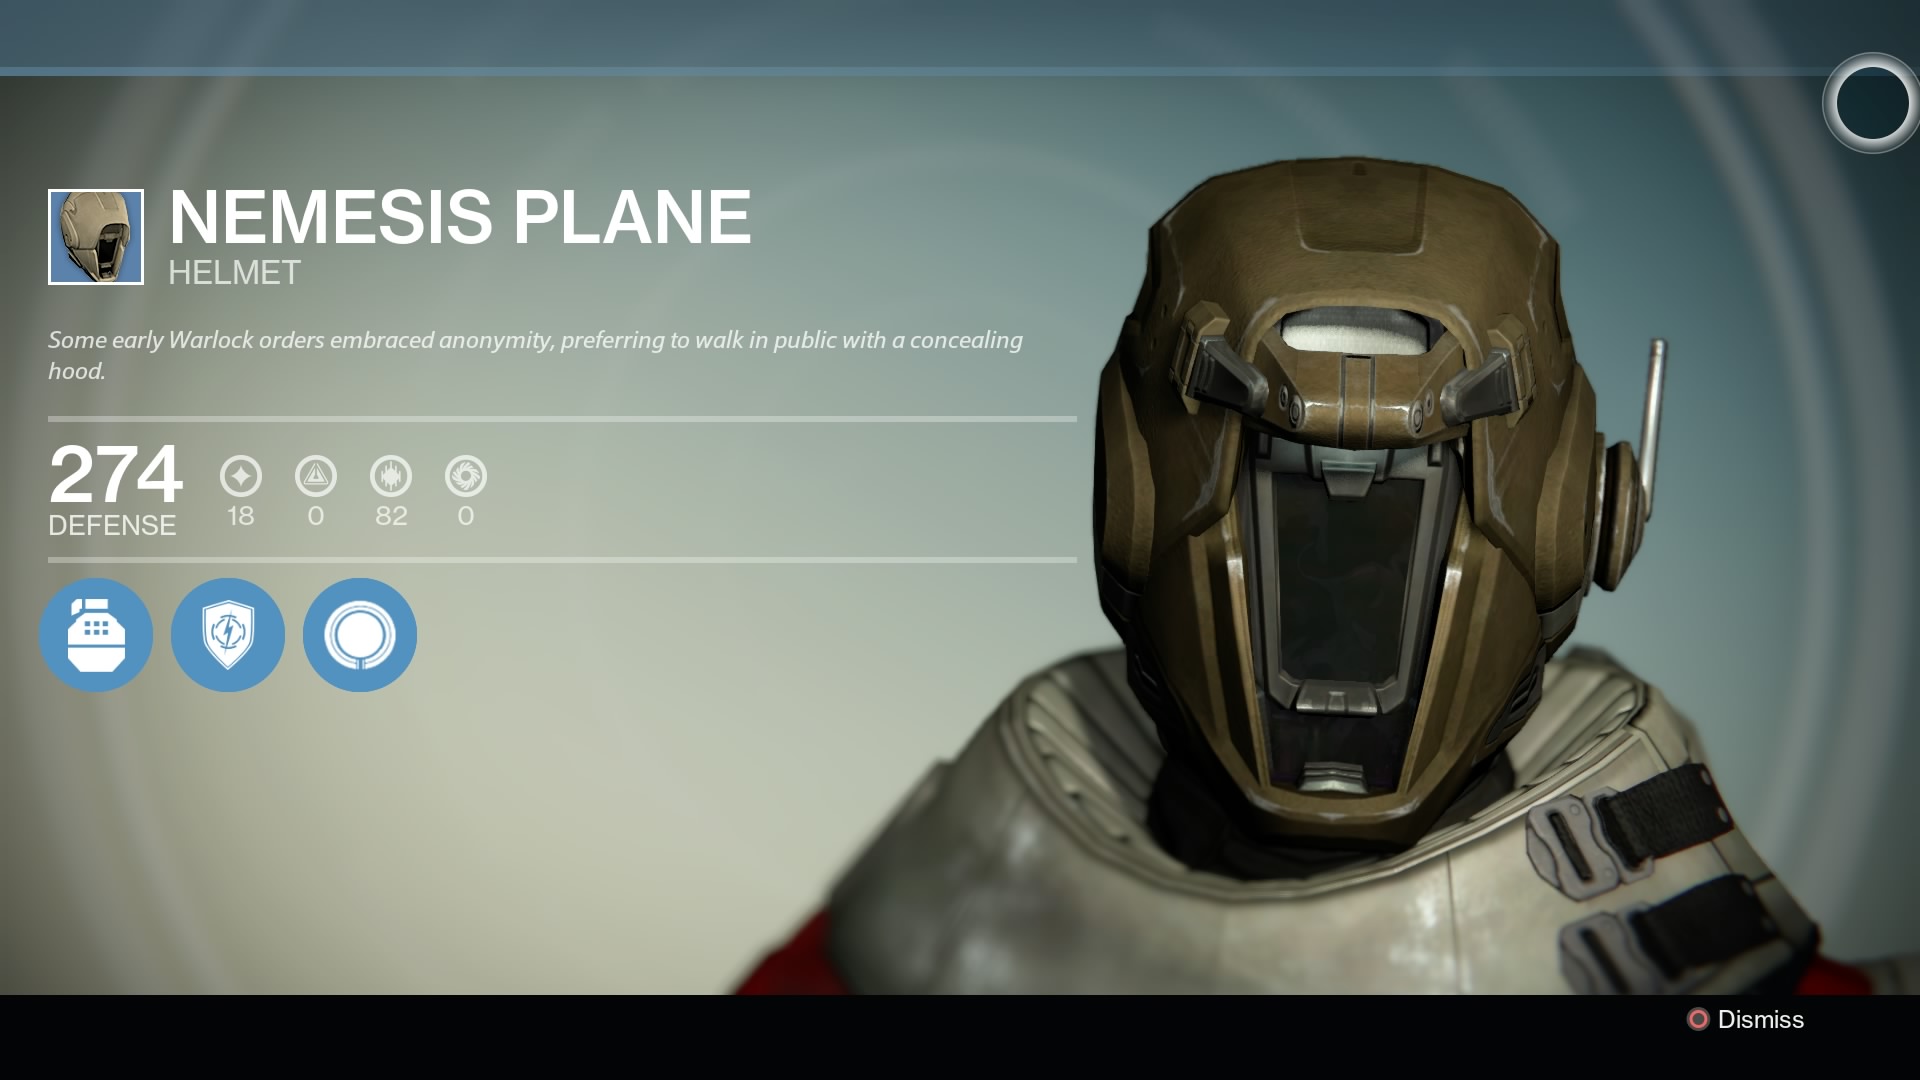 NEMESIS PLANE
HELMET
Some early Warlock orders embraced anonymity, preferring to walk in public with a concealing
hood.
274
DEFENSE
18 0 82 0
Dismiss